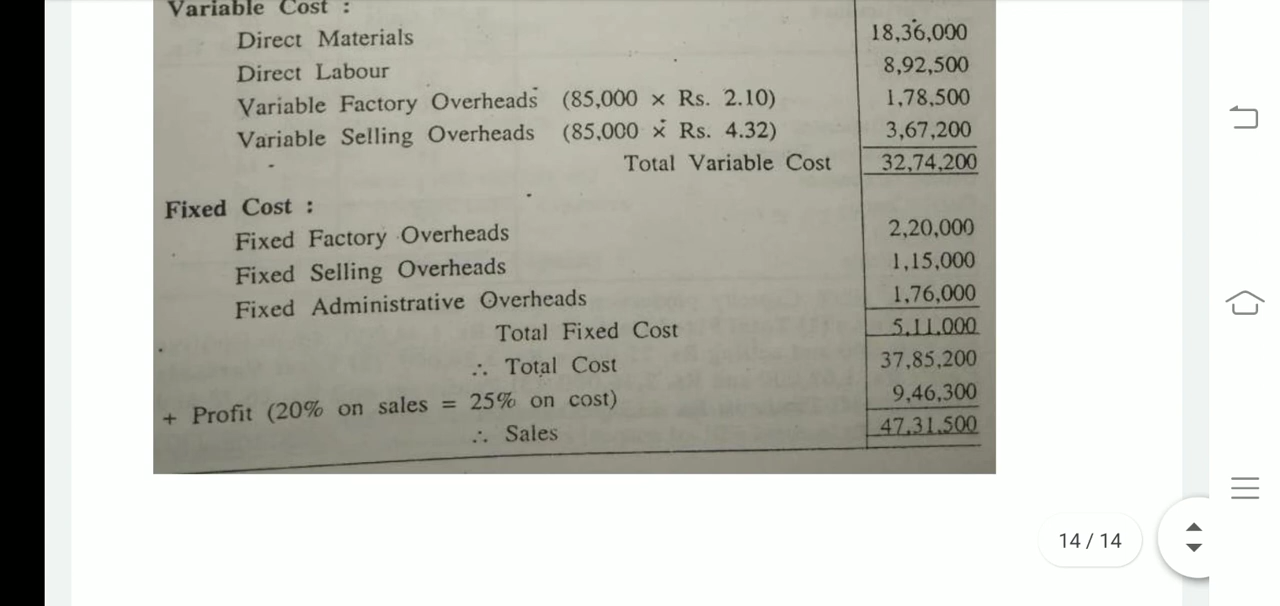 Variable Cost :
Direct Materials 18,36,000
Direct Labour 8,92,500
Variable Factory Overheads (85,000 × Rs. 2.10) 1,78,500
Variable Selling Overheads (85,000 × Rs. 4.32) 3,67,200
Total Variable Cost 32,74,200
Fixed Cost :
Fixed Factory Overheads 2,20,000
Fixed Selling Overheads 1,15,000
Fixed Administrative Overheads 1,76,000
Total Fixed Cost 5,11,000
∴ Total Cost 37,85,200
+ Profit (20% on sales = 25% on cost) 9,46,300
∴ Sales 47,31,500
14 / 14